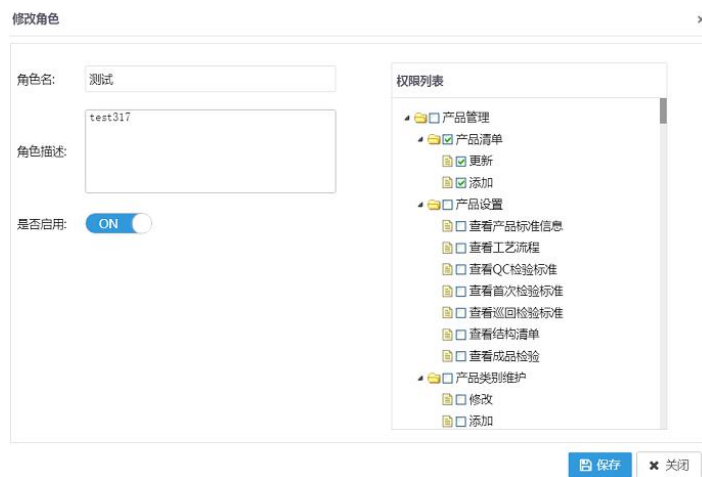 修改角色
角色名: 测试
角色描述: test317
是否启用: ON
权限列表
产品管理
产品清单
更新
添加
产品设置
查看产品标准信息
查看工艺流程
查看QC检验标准
查看首次检验标准
查看巡回检验标准
查看结构清单
查看成品检验
产品类别维护
修改
添加
保存 关闭